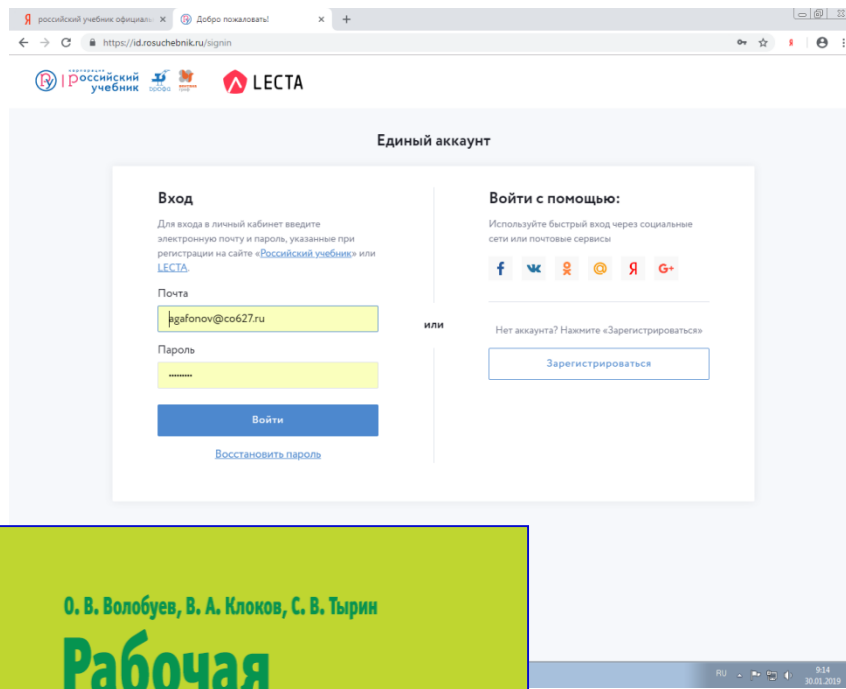 российский учебник официаль
Добро пожаловать!
https://id.rosuchebnik.ru/signin
корпорация
российский
учебник
дрофа
LECTA
Единый аккаунт
Вход
Для входа в личный кабинет введите
электронную почту и пароль, указанные при
регистрации на сайте «Российский учебник» или
LECTA.
Почта
agafonov@co627.ru
Пароль
Войти
Восстановить пароль
или
Войти с помощью:
Используйте быстрый вход через социальные
сети или почтовые сервисы
Нет аккаунта? Нажмите «Зарегистрироваться»
Зарегистрироваться
О. В. Волобуев, В. А. Клоков, С. В. Тырин
Рабочая
RU
9:14
30.01.2019